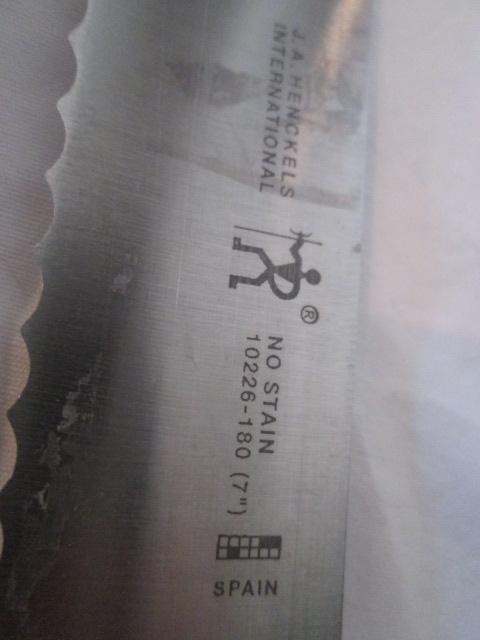 J.A. HENCKELS
INTERNATIONAL
®
NO STAIN
10226-180 (7")
SPAIN